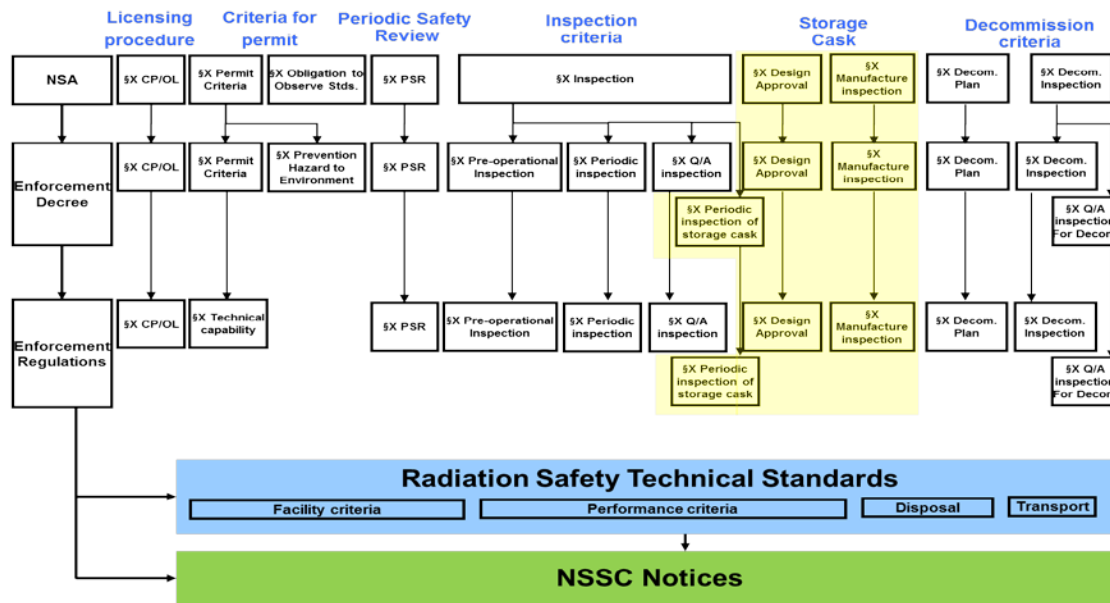 Licensing
procedure
Criteria for
permit
Periodic Safety
Review
Inspection
criteria
Storage
Cask
Decommission
criteria
NSA
§X CP/OL
§X Permit
Criteria
§X Obligation to
Observe Stds.
§X PSR
§X Inspection
§X Design
Approval
§X
Manufacture
inspection
§X Decom.
Plan
§X Decom.
Inspection
Enforcement
Decree
§X CP/OL
§X Permit
Criteria
§X Prevention
Hazard to
Environment
§X PSR
§X Pre-operational
Inspection
§X Periodic
inspection
§X Q/A
inspection
§X Design
Approval
§X
Manufacture
inspection
§X Decom.
Plan
§X Decom.
Inspection
§X Periodic
inspection of
storage cask
§X Q/A
inspection
For Decom
Enforcement
Regulations
§X CP/OL
§X Technical
capability
§X PSR
§X Pre-operational
Inspection
§X Periodic
inspection
§X Q/A
inspection
§X Design
Approval
§X
Manufacture
inspection
§X Decom.
Plan
§X Decom.
Inspection
§X Periodic
inspection of
storage cask
§X Q/A
inspection
For Decom
Radiation Safety Technical Standards
Facility criteria
Performance criteria
Disposal
Transport
NSSC Notices